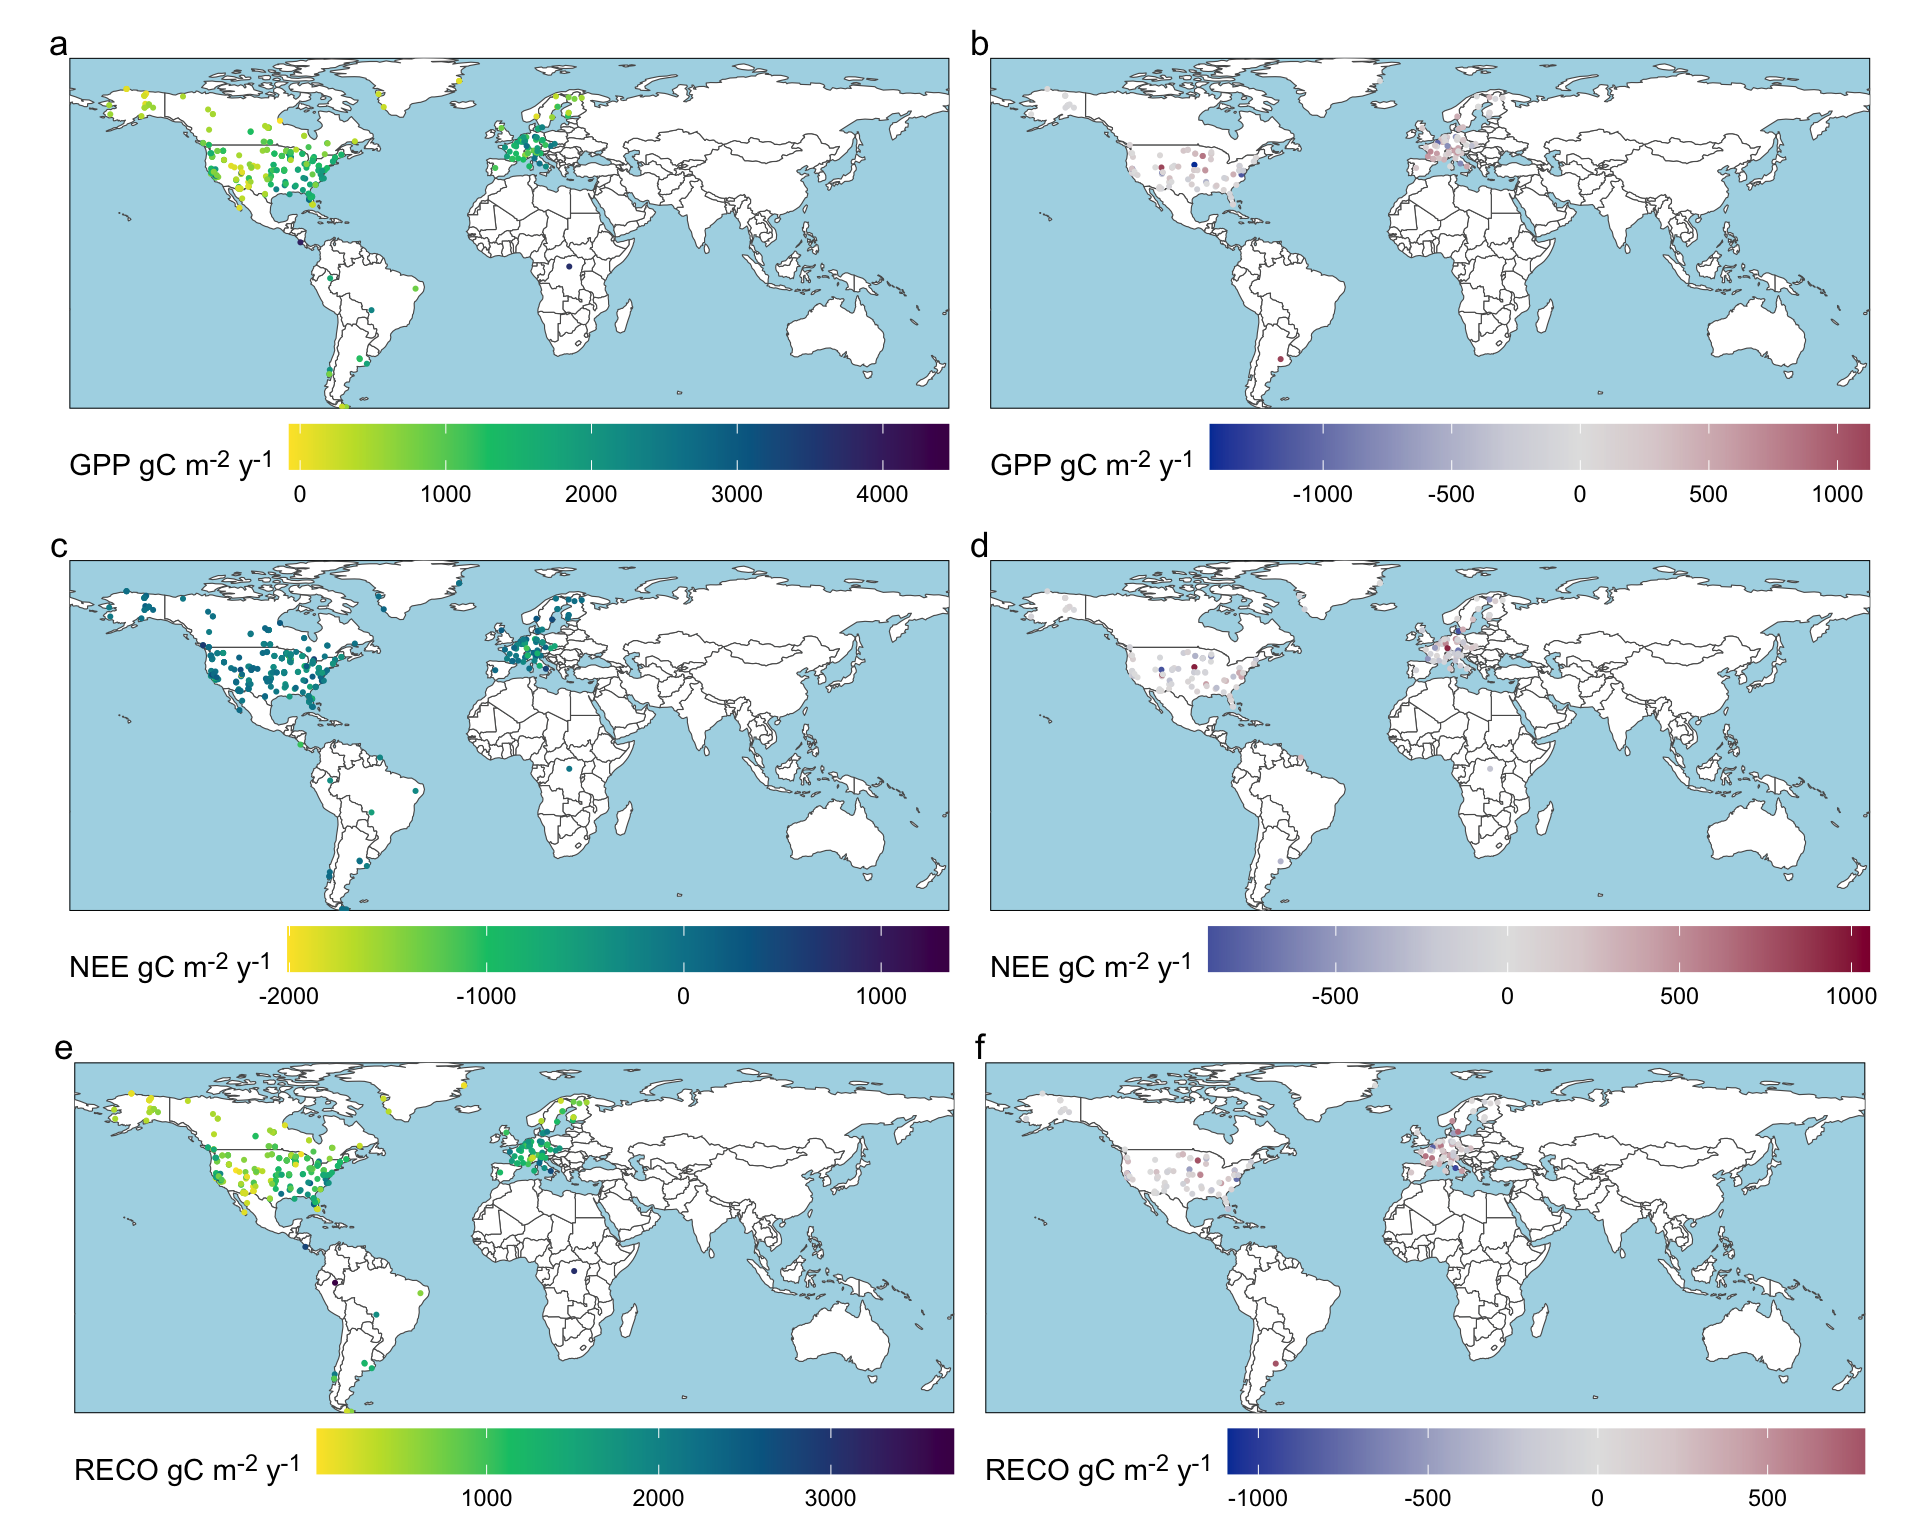 a
b
GPP gC m-2 y-1
0 1000 2000 3000 4000
GPP gC m-2 y-1
-1000 -500 0 500 1000
c
d
NEE gC m-2 y-1
-2000 -1000 0 1000
NEE gC m-2 y-1
-500 0 500 1000
e
f
RECO gC m-2 y-1
1000 2000 3000
RECO gC m-2 y-1
-1000 -500 0 500